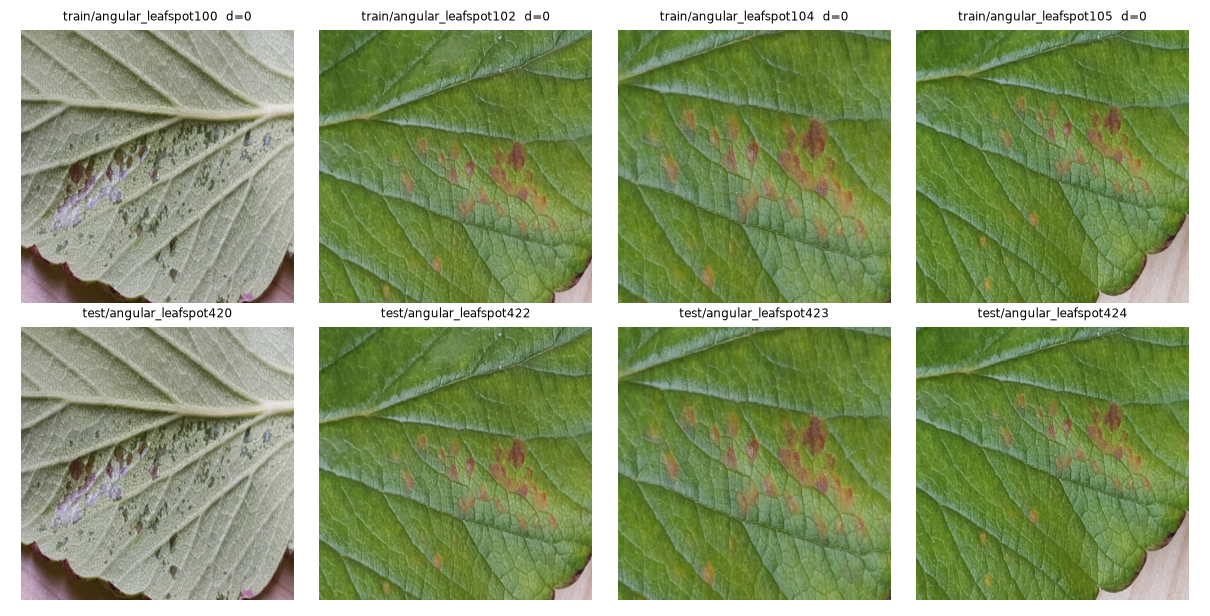 train/angular_leafspot100 d=0
train/angular_leafspot102 d=0
train/angular_leafspot104 d=0
train/angular_leafspot105 d=0
test/angular_leafspot420
test/angular_leafspot422
test/angular_leafspot423
test/angular_leafspot424